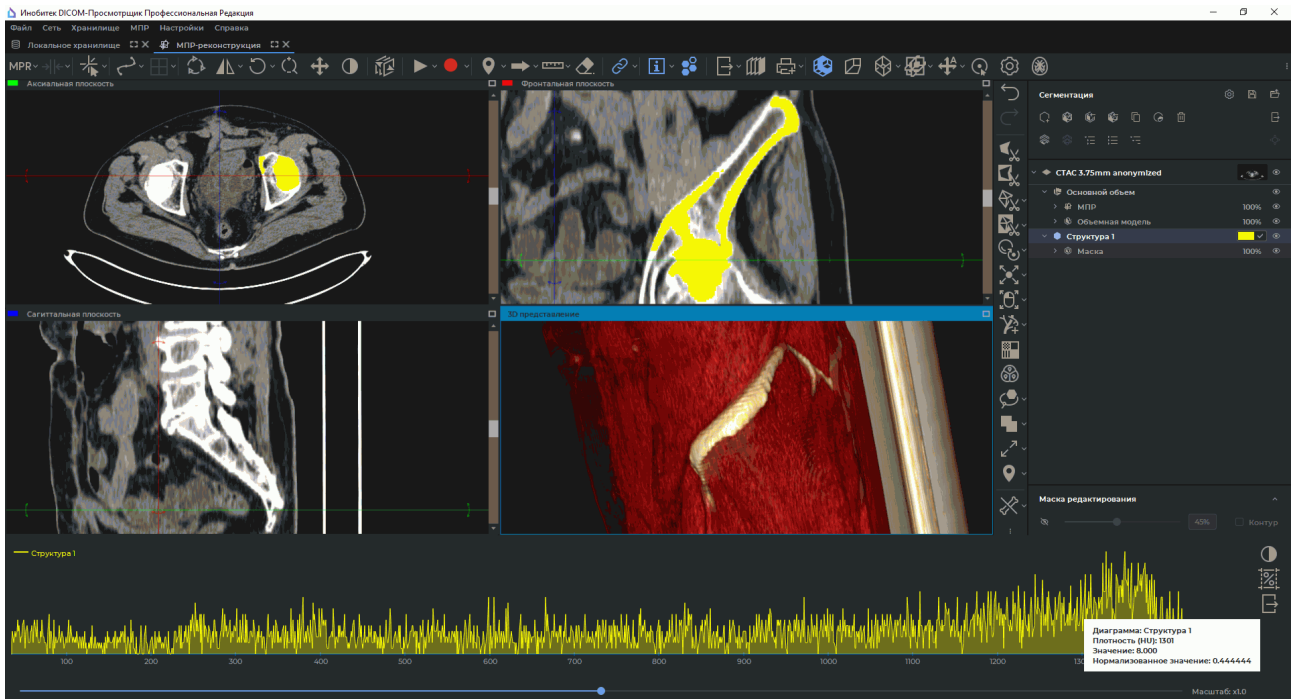 Инобитек DICOM-Просмотрщик Профессиональная Редакция
Файл Сеть Хранилище МПР Настройки Справка
Локальное хранилище МПР-реконструкция
MPR
Аксиальная плоскость
Фронтальная плоскость
Сегментация
CTAC 3.75mm anonymized
Основной объем
МПР 100%
Объемная модель 100%
Структура 1
Маска 100%
Сагиттальная плоскость
3D представление
Маска редактирования
45% Контур
Структура 1
100 200 300 400 500 600 700 800 900 1000 1100 1200
Диаграмма: Структура 1
Плотность (HU): 1301
Значение: 8.000
Нормализованное значение: 0.444444
Масштаб: x1.0